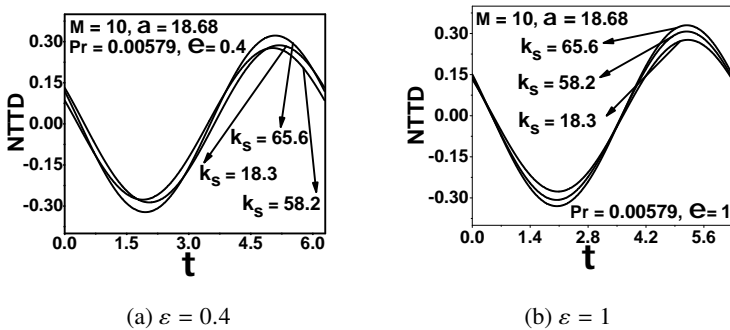 M = 10, a = 18.68
Pr = 0.00579, e = 0.4
NTTD
0.30
0.15
0.00
-0.15
-0.30
k_s = 65.6
k_s = 18.3
k_s = 58.2
0.0 1.5 3.0 4.5 6.0
t
(a) ε = 0.4
M = 10, a = 18.68
k_s = 65.6
k_s = 58.2
k_s = 18.3
NTTD
0.30
0.15
0.00
-0.15
-0.30
Pr = 0.00579, e = 1
0.0 1.4 2.8 4.2 5.6
t
(b) ε = 1